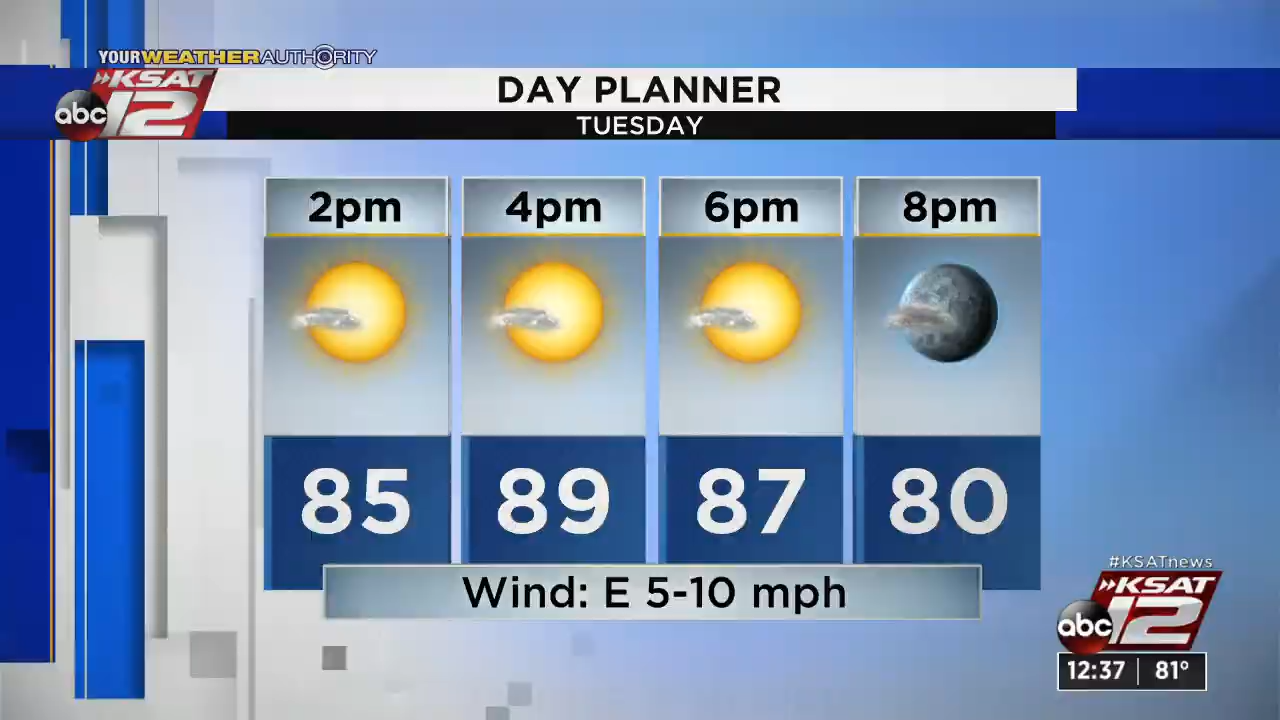 YOURWEATHERAUTHORITY
KSAT
abc 12
DAY PLANNER
TUESDAY
2pm 4pm 6pm 8pm
85 89 87 80
Wind: E 5-10 mph
#KSATnews
KSAT
abc 12
12:37 81°